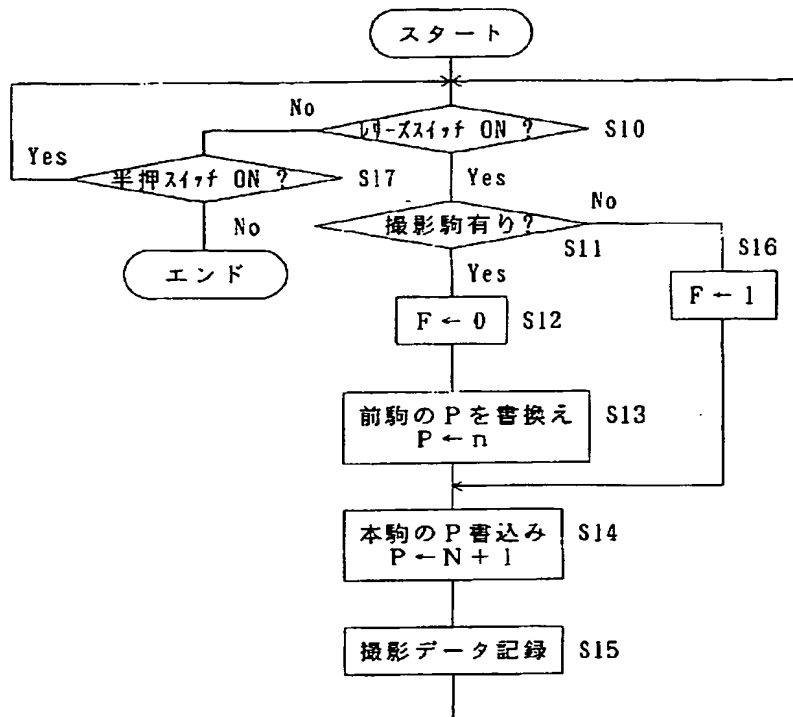 スタート
No
レリーズスイッチ ON ?
S10
Yes
半押スイッチ ON ?
S17
Yes
撮影駒有り?
No
No
S11
S16
エンド
Yes
F ← 1
F ← 0
S12
前駒のPを書換え
S13
P ← n
本駒のP書込み
S14
P ← N + 1
撮影データ記録
S15